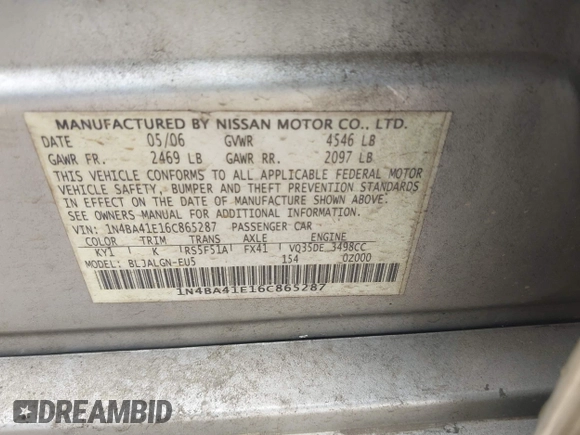 MANUFACTURED BY NISSAN MOTOR CO., LTD.
DATE 05/06 GVWR 4546 LB
GAWR FR. 2469 LB GAWR RR. 2097 LB
THIS VEHICLE CONFORMS TO ALL APPLICABLE FEDERAL MOTOR
VEHICLE SAFETY, BUMPER AND THEFT PREVENTION STANDARDS
IN EFFECT ON THE DATE OF MANUFACTURE SHOWN ABOVE.
SEE OWNERS MANUAL FOR ADDITIONAL INFORMATION.
VIN: 1N4BA41E16C865287 PASSENGER CAR
COLOR TRIM TRANS AXLE ENGINE
KY1 K RS5F51A FX41 VQ35DE 3498CC
MODEL: BLJALGN-EU5 154 0Z000
1N4BA41E16C865287
DREAMBID